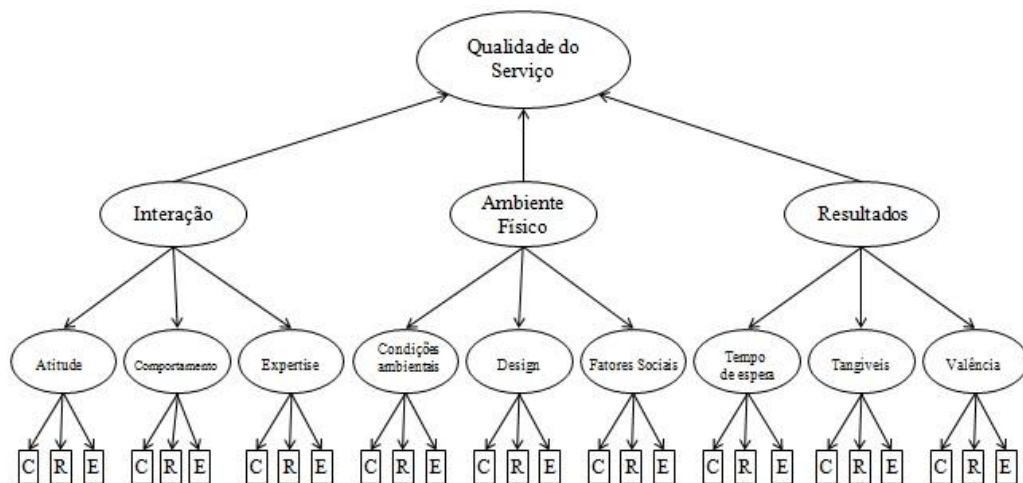 Qualidade do
Serviço
Interação
Ambiente
Físico
Resultados
Atitude
Comportamento
Expertise
Condições
ambientais
Design
Fatores Sociais
Tempo
de espera
Tangíveis
Valência
C R E C R E C R E C R E C R E C R E C R E C R E C R E